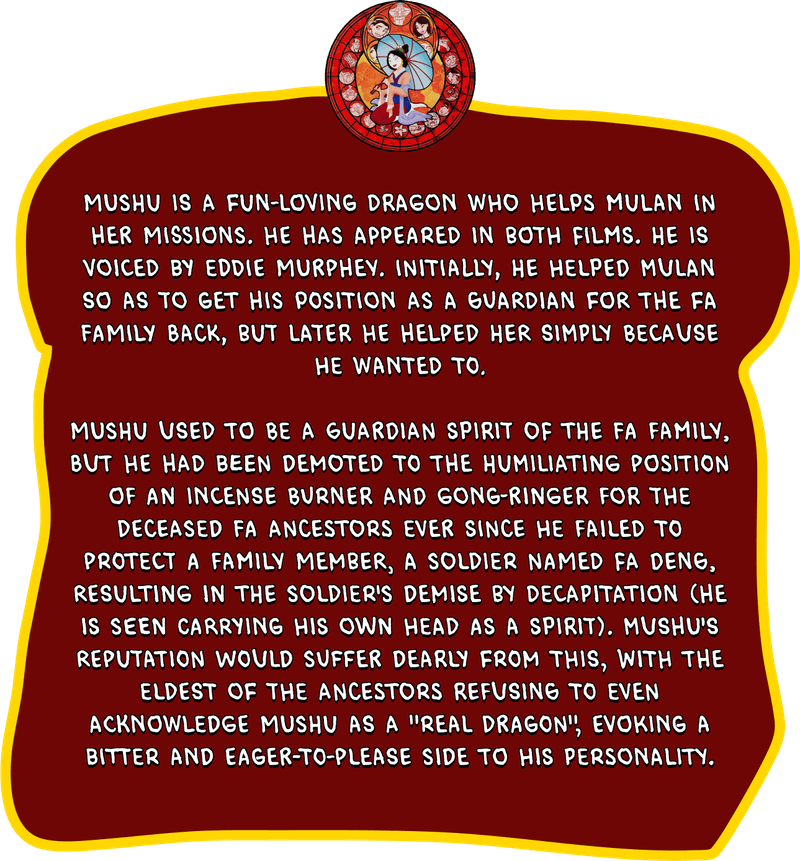 MUSHU IS A FUN-LOVING DRAGON WHO HELPS MULAN IN
HER MISSIONS. HE HAS APPEARED IN BOTH FILMS. HE IS
VOICED BY EDDIE MURPHEY. INITIALLY, HE HELPED MULAN
SO AS TO GET HIS POSITION AS A GUARDIAN FOR THE FA
FAMILY BACK, BUT LATER HE HELPED HER SIMPLY BECAUSE
HE WANTED TO.
MUSHU USED TO BE A GUARDIAN SPIRIT OF THE FA FAMILY,
BUT HE HAD BEEN DEMOTED TO THE HUMILIATING POSITION
OF AN INCENSE BURNER AND GONG-RINGER FOR THE
DECEASED FA ANCESTORS EVER SINCE HE FAILED TO
PROTECT A FAMILY MEMBER, A SOLDIER NAMED FA DENG,
RESULTING IN THE SOLDIER'S DEMISE BY DECAPITATION (HE
IS SEEN CARRYING HIS OWN HEAD AS A SPIRIT). MUSHU'S
REPUTATION WOULD SUFFER DEARLY FROM THIS, WITH THE
ELDEST OF THE ANCESTORS REFUSING TO EVEN
ACKNOWLEDGE MUSHU AS A "REAL DRAGON", EVOKING A
BITTER AND EAGER-TO-PLEASE SIDE TO HIS PERSONALITY.